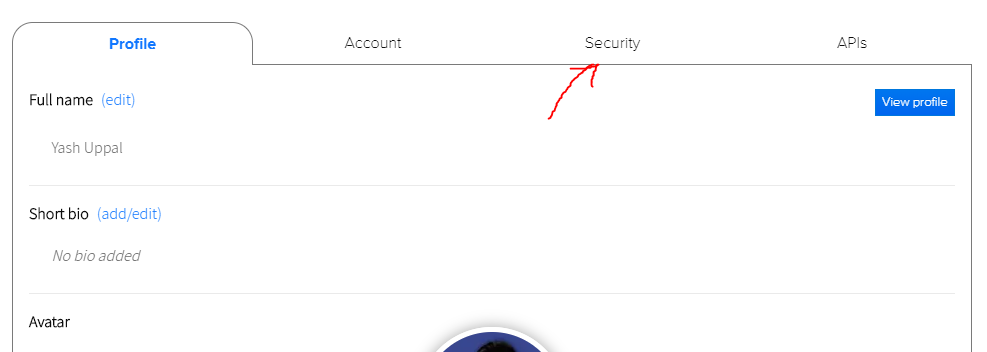 Profile Account Security APIs
Full name (edit) View profile
Yash Uppal
Short bio (add/edit)
No bio added
Avatar